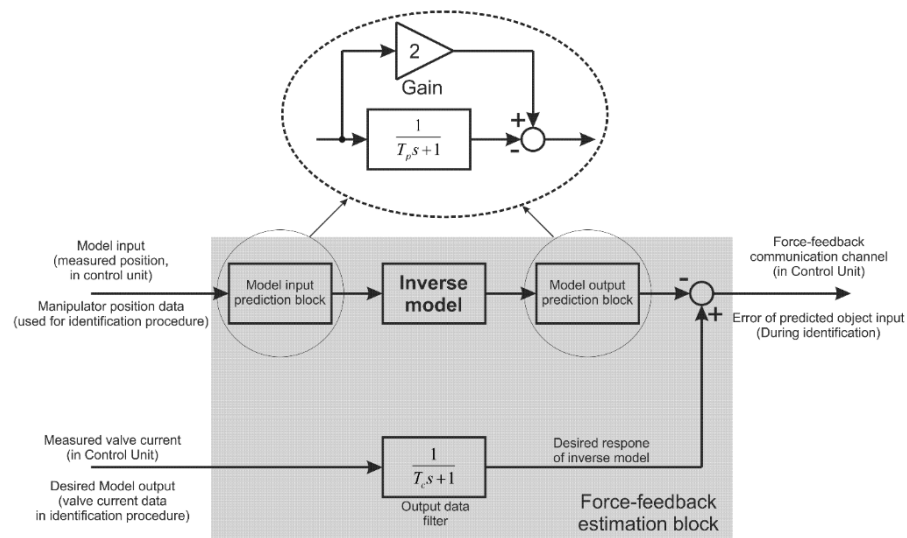 2
Gain
+
-
1
T_p s+1
Model input
(measured position,
in control unit)
Manipulator position data
(used for identification procedure)
Model input
prediction block
Inverse
model
Model output
prediction block
-
+
Force-feedback
communication channel
(in Control Unit)
Error of predicted object input
(During identification)
Measured valve current
(in Control Unit)
Desired Model output
(valve current data
in identification procedure)
1
T_c s+1
Output data
filter
Desired respone
of inverse model
Force-feedback
estimation block